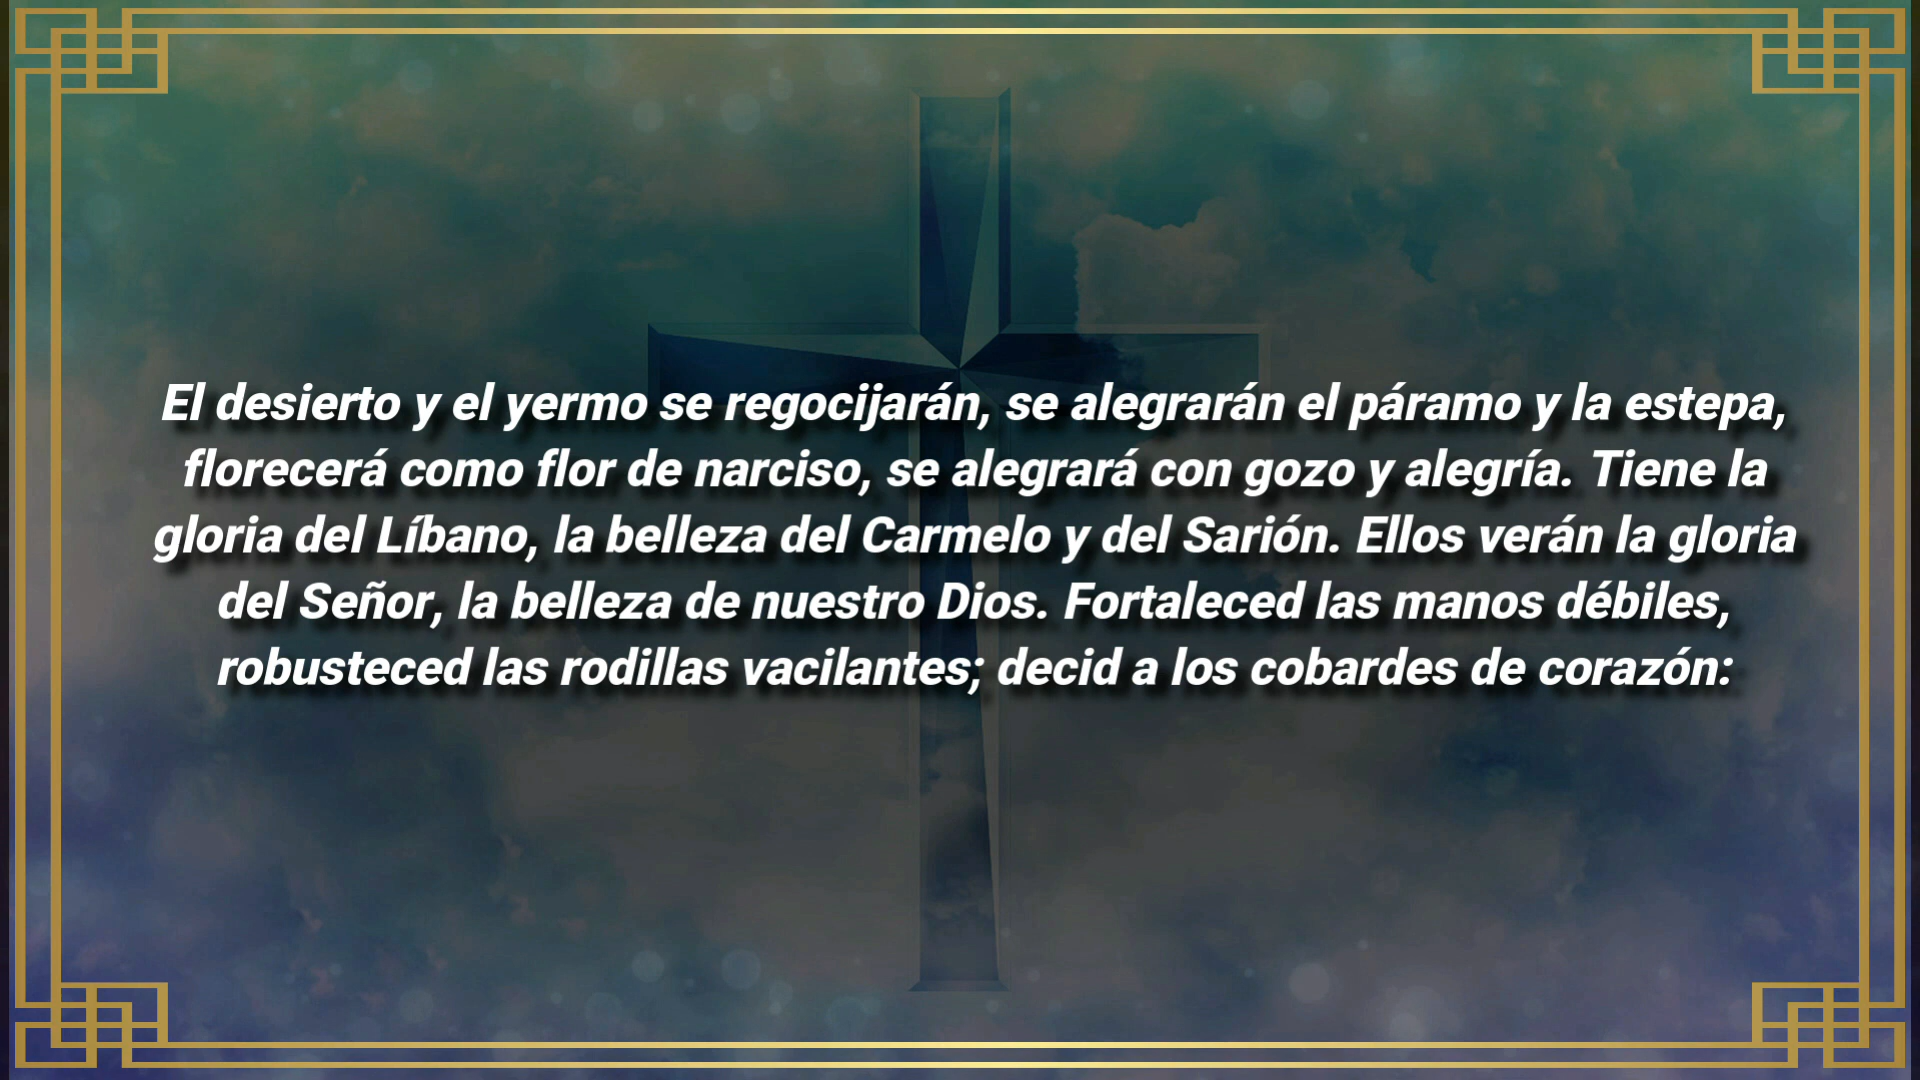 El desierto y el yermo se regocijarán, se alegrarán el páramo y la estepa,
florecerá como flor de narciso, se alegrará con gozo y alegría. Tiene la
gloria del Líbano, la belleza del Carmelo y del Sarión. Ellos verán la gloria
del Señor, la belleza de nuestro Dios. Fortaleced las manos débiles,
robusteced las rodillas vacilantes; decid a los cobardes de corazón: